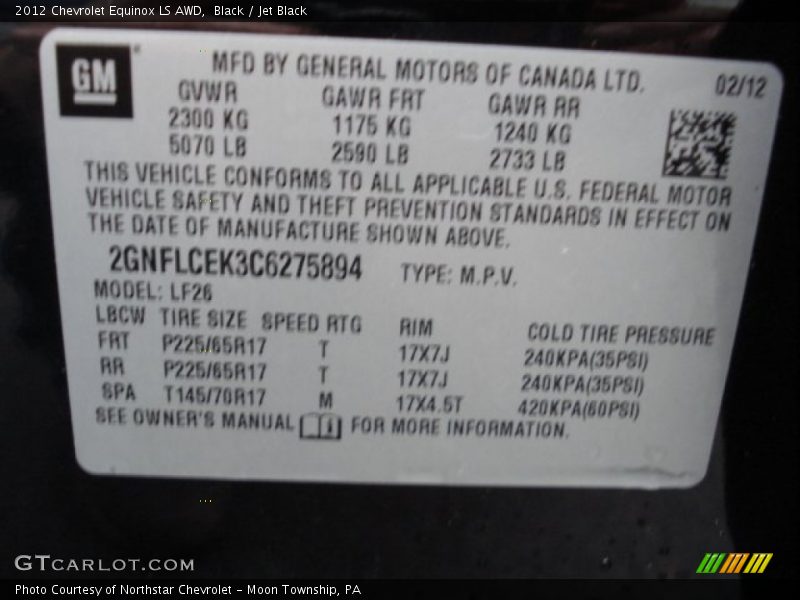 2012 Chevrolet Equinox LS AWD,  Black / Jet Black
GM
MFD BY GENERAL MOTORS OF CANADA LTD.
02/12
GVWR GAWR FRT GAWR RR
2300 KG 1175 KG 1240 KG
5070 LB 2590 LB 2733 LB
THIS VEHICLE CONFORMS TO ALL APPLICABLE U.S. FEDERAL MOTOR
VEHICLE SAFETY AND THEFT PREVENTION STANDARDS IN EFFECT ON
THE DATE OF MANUFACTURE SHOWN ABOVE.
2GNFLCEK3C6275894 TYPE: M.P.V.
MODEL: LF26
LBCW TIRE SIZE SPEED RTG RIM COLD TIRE PRESSURE
FRT P225/65R17 T 17X7J 240KPA(35PSI)
RR P225/65R17 T 17X7J 240KPA(35PSI)
SPA T145/70R17 M 17X4.5T 420KPA(60PSI)
SEE OWNER'S MANUAL FOR MORE INFORMATION.
GTCARLOT.COM
Photo Courtesy of Northstar Chevrolet - Moon Township, PA